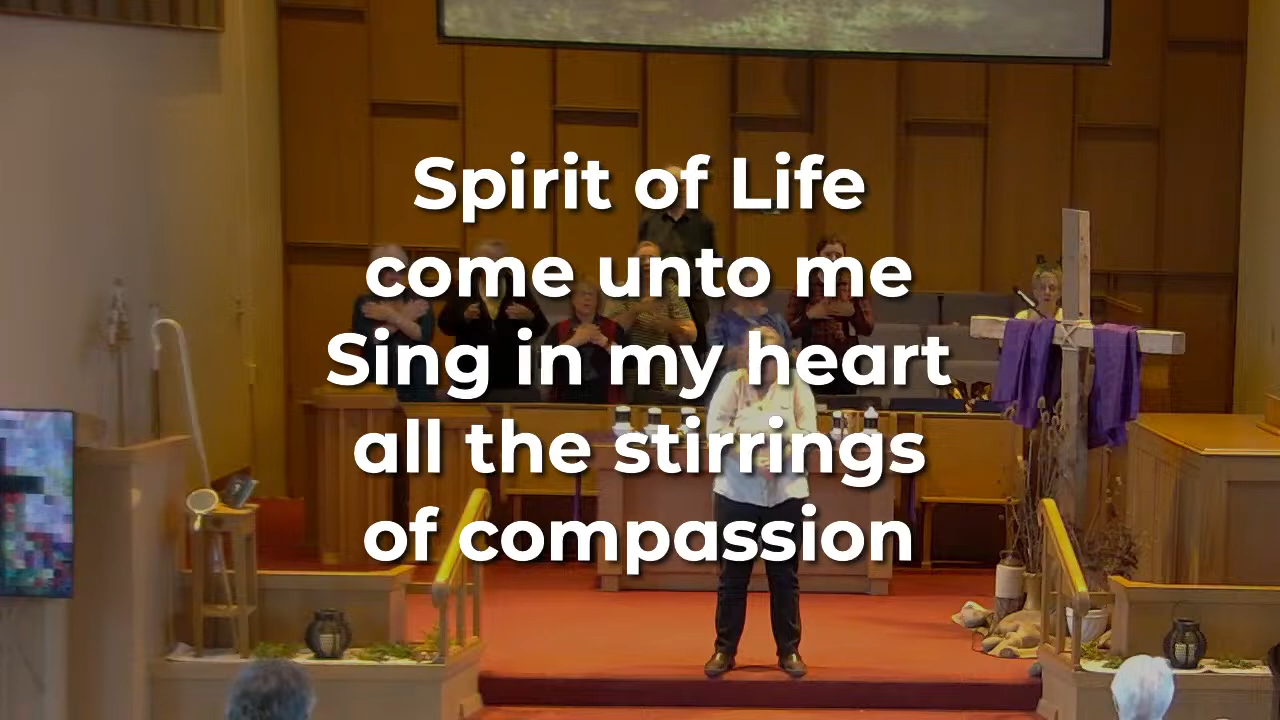 Spirit of Life
come unto me
Sing in my heart
all the stirrings
of compassion